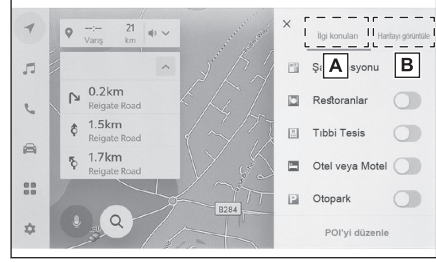 --:--
Varış
21
km
0.2km
Reigate Road
1.5km
Reigate Road
1.7km
Reigate Road
B284
İlgi konuları
Haritayı görüntüle
A
B
Restoranlar
Tıbbi Tesis
Otel veya Motel
Otopark
P
POI'yi düzenle